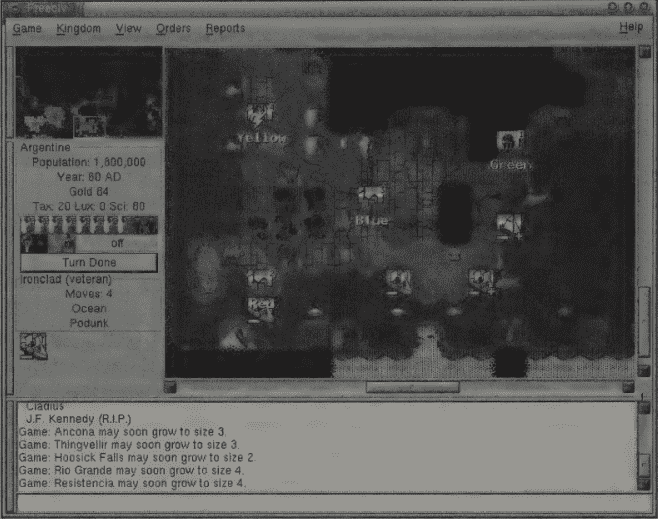 Freeciv
Game Kingdom View Orders Reports Help
Argentine
Population: 1,800,000
Year: 80 AD
Gold 64
Tax: 20 Lux: 0 Sci: 80
off
Turn Done
Ironclad (veteran)
Moves: 4
Ocean
Podunk
Yellow
Green
Blue
Red
Cladius
J.F. Kennedy (R.I.P.)
Game: Ancona may soon grow to size 3.
Game: Thingvellir may soon grow to size 3.
Game: Hoosick Falls may soon grow to size 2.
Game: Rio Grande may soon grow to size 4.
Game: Resistencia may soon grow to size 4.